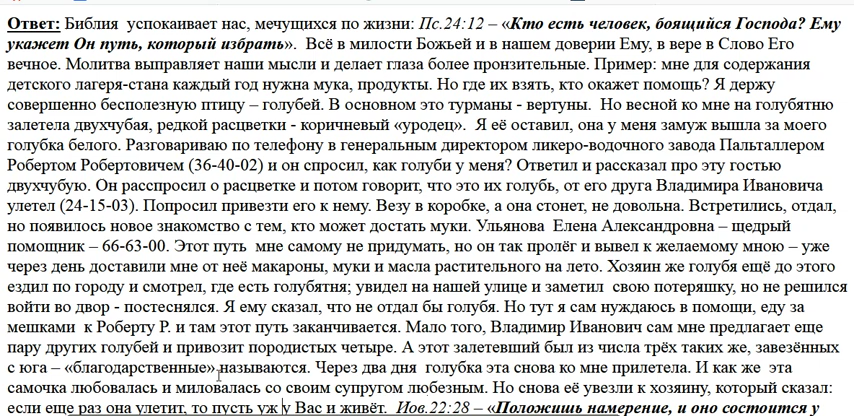 Ответ: Библия успокаивает нас, мечущихся по жизни: Пс.24:12 – «Кто есть человек, боящийся Господа? Ему
укажет Он путь, который избрать». Всё в милости Божьей и в нашем доверии Ему, в вере в Слово Его
вечное. Молитва выправляет наши мысли и делает глаза более пронзительные. Пример: мне для содержания
детского лагеря-стана каждый год нужна мука, продукты. Но где их взять, кто окажет помощь? Я держу
совершенно бесполезную птицу – голубей. В основном это турманы - вертуны. Но весной ко мне на голубятню
залетела двухчубая, редкой расцветки - коричневый «уродец». Я её оставил, она у меня замуж вышла за моего
голубка белого. Разговариваю по телефону в генеральным директором ликеро-водочного завода Пальталлером
Робертом Робертовичем (36-40-02) и он спросил, как голуби у меня? Ответил и рассказал про эту гостью
двухчубую. Он расспросил о расцветке и потом говорит, что это их голубь, от его друга Владимира Ивановича
улетел (24-15-03). Попросил привезти его к нему. Везу в коробке, а она стонет, не довольна. Встретились, отдал,
но появилось новое знакомство с тем, кто может достать муки. Ульянова Елена Александровна – щедрый
помощник – 66-63-00. Этот путь мне самому не придумать, но он так пролёг и вывел к желаемому мною – уже
через день доставили мне от неё макароны, муки и масла растительного на лето. Хозяин же голубя ещё до этого
ездил по городу и смотрел, где есть голубятня; увидел на нашей улице и заметил свою потеряшку, но не решился
войти во двор - постеснялся. Я ему сказал, что не отдал бы голубя. Но тут я сам нуждаюсь в помощи, еду за
мешками к Роберту Р. и там этот путь заканчивается. Мало того, Владимир Иванович сам мне предлагает еще
пару других голубей и привозит породистых четыре. А этот залетевший был из числа трёх таких же, завезённых
с юга – «благодарственные» называются. Через два дня голубка эта снова ко мне прилетела. И как же эта
самочка любовалась и миловалась со своим супругом любезным. Но снова её увезли к хозяину, который сказал:
если еще раз она улетит, то пусть уж у Вас и живёт. Иов.22:28 – «Положишь намерение, и оно состоится у